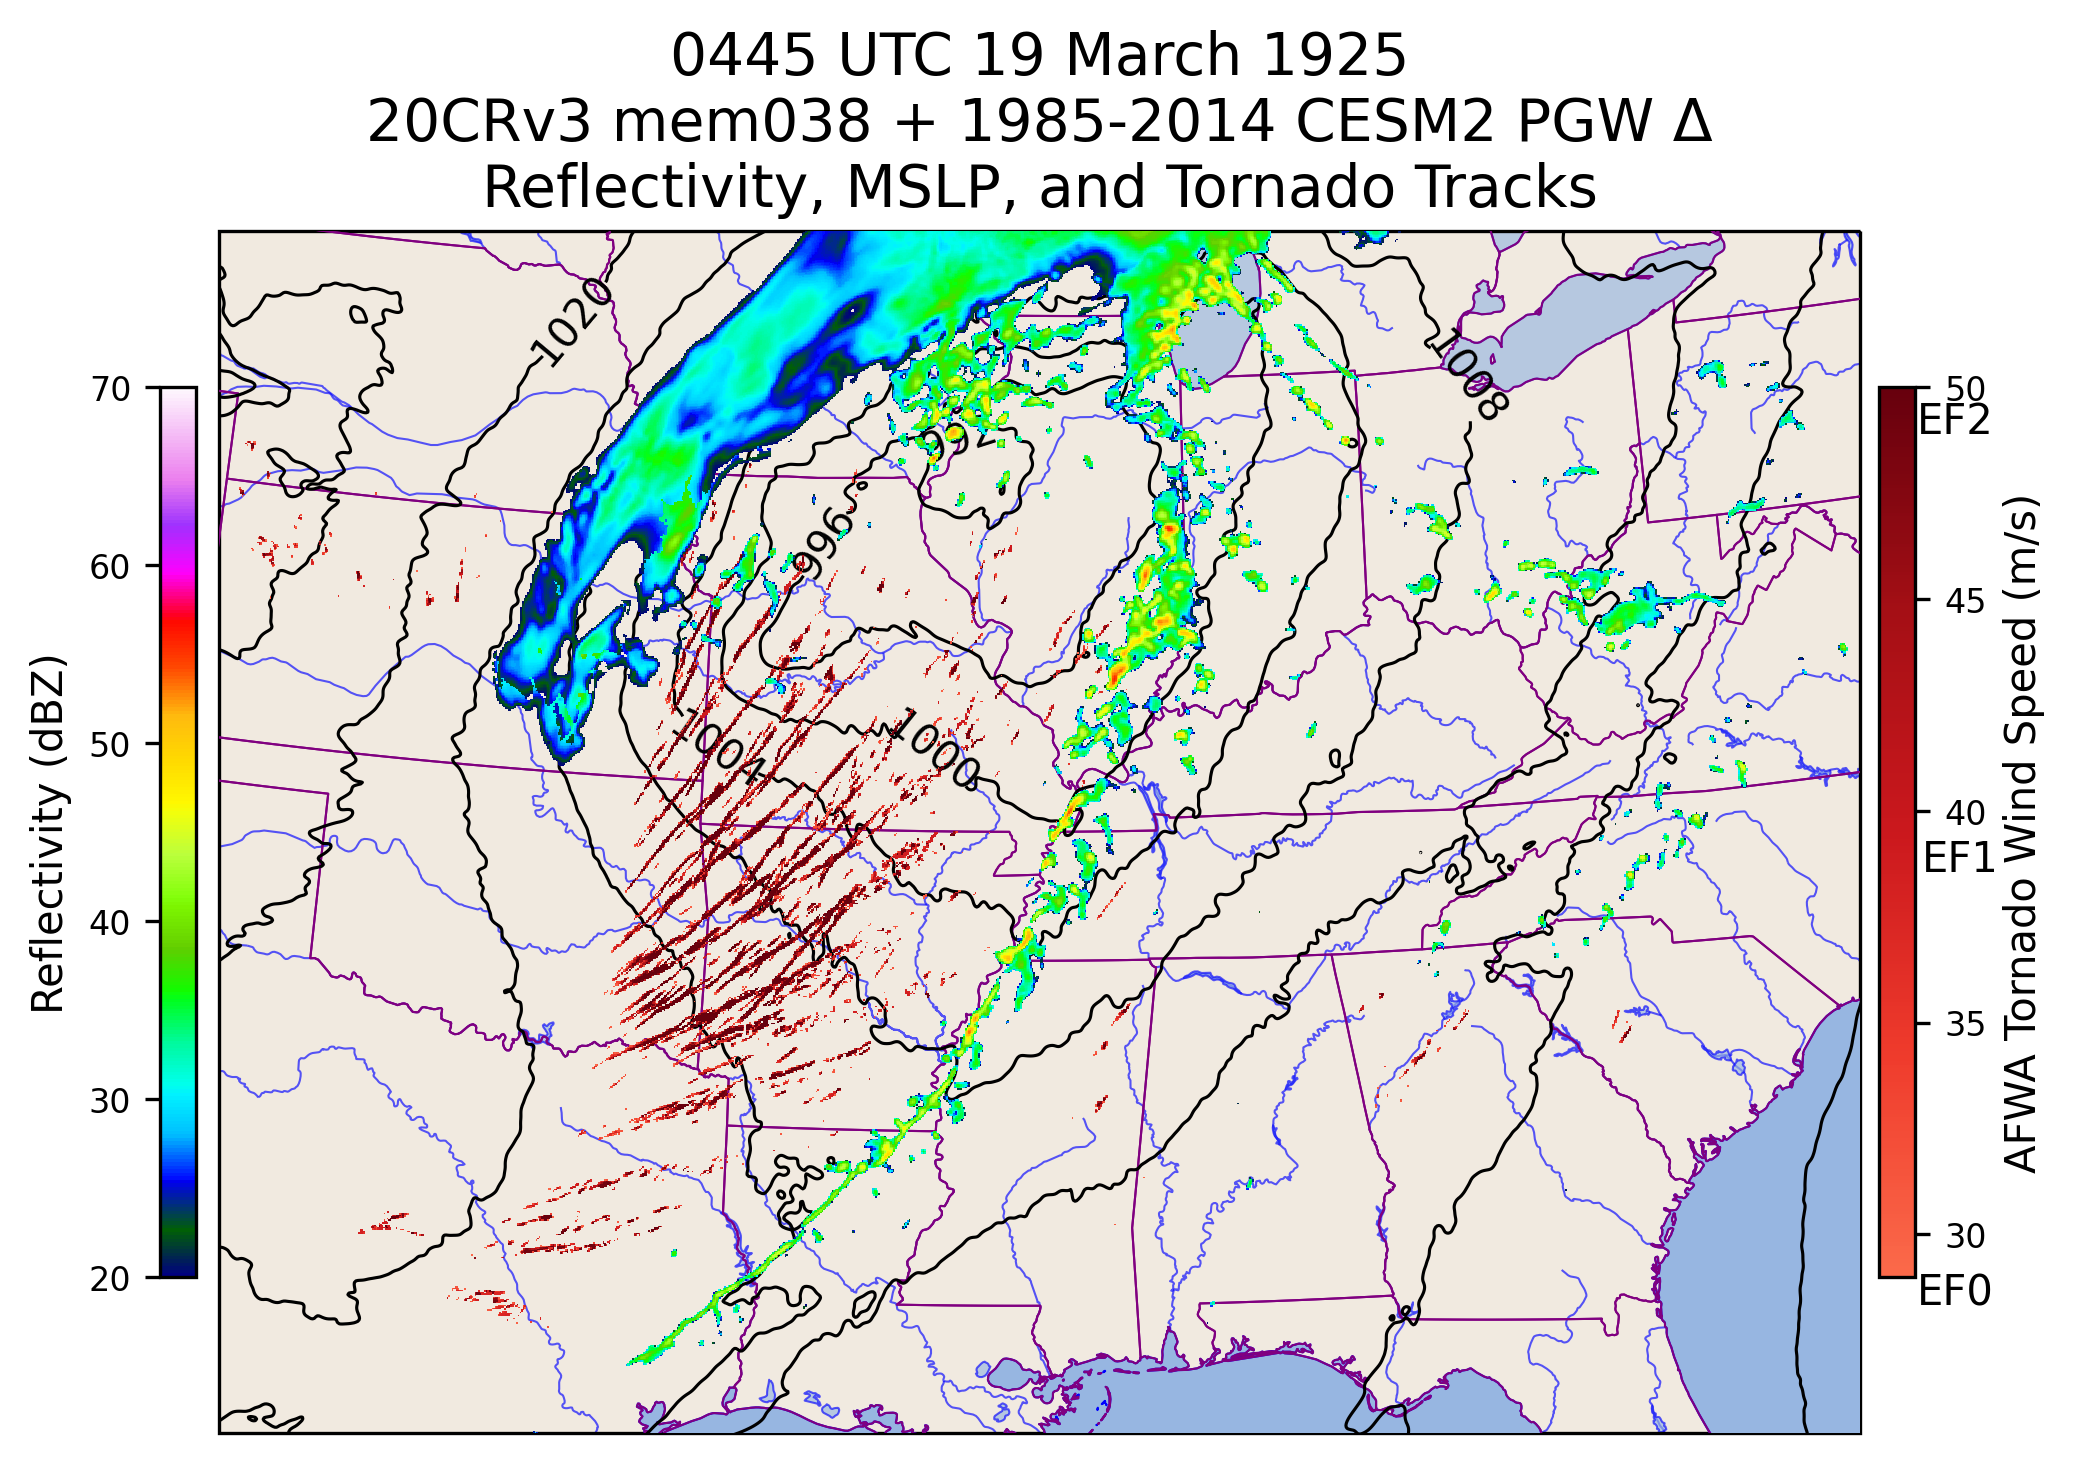 0445 UTC 19 March 1925
20CRv3 mem038 + 1985-2014 CESM2 PGW Δ
Reflectivity, MSLP, and Tornado Tracks
1020
1008
992
996
1004
1000
70
60
50
40
30
20
Reflectivity (dBZ)
50
EF2
45
40
EF1
35
30
EF0
AFWA Tornado Wind Speed (m/s)